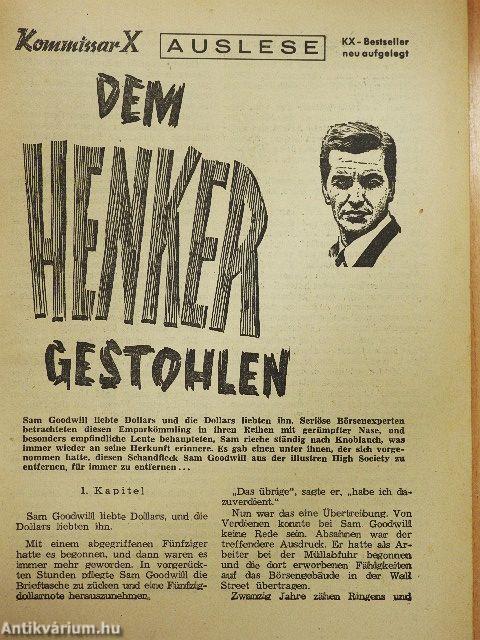 Kommissar X
AUSLESE
KX - Bestseller
neu aufgelegt
DEM
HENKER
GESTOHLEN
Sam Goodwill liebte Dollars und die Dollars liebten ihn. Seriöse Börsenexperten
betrachteten diesen Emporkömmling in ihren Reihen mit gerümpfter Nase, und
besonders empfindliche Leute behaupteten, Sam rieche ständig nach Knoblauch, was
immer wieder an seine Herkunft erinnere. Es gab einen unter ihnen, der sich vorge-
nommen hatte, diesen Schandfleck Sam Goodwill aus der illustren High Society zu
entfernen, für immer zu entfernen ...
1. Kapitel
Sam Goodwill liebte Dollars, und die
Dollars liebten ihn.
Mit einem abgegriffenen Fünfziger
hatte es begonnen, und dann waren es
immer mehr geworden. In vorgerück-
ten Stunden pflegte Sam Goodwill die
Brieftasche zu zücken und eine Fünfzig-
dollarnote herauszunehmen.
„Das übrige“, sagte er, „habe ich da-
zuverdient.“
Nun war das eine Übertreibung. Von
Verdienen konnte bei Sam Goodwill
keine Rede sein. Absahnen war der
treffendere Ausdruck. Er hatte als Ar-
beiter bei der Müllabfuhr begonnen
und die dort erworbenen Fähigkeiten
auf das Börsengebäude in der Wall
Street übertragen.
Zwanzig Jahre zähen Ringens und
Antikvárium.hu